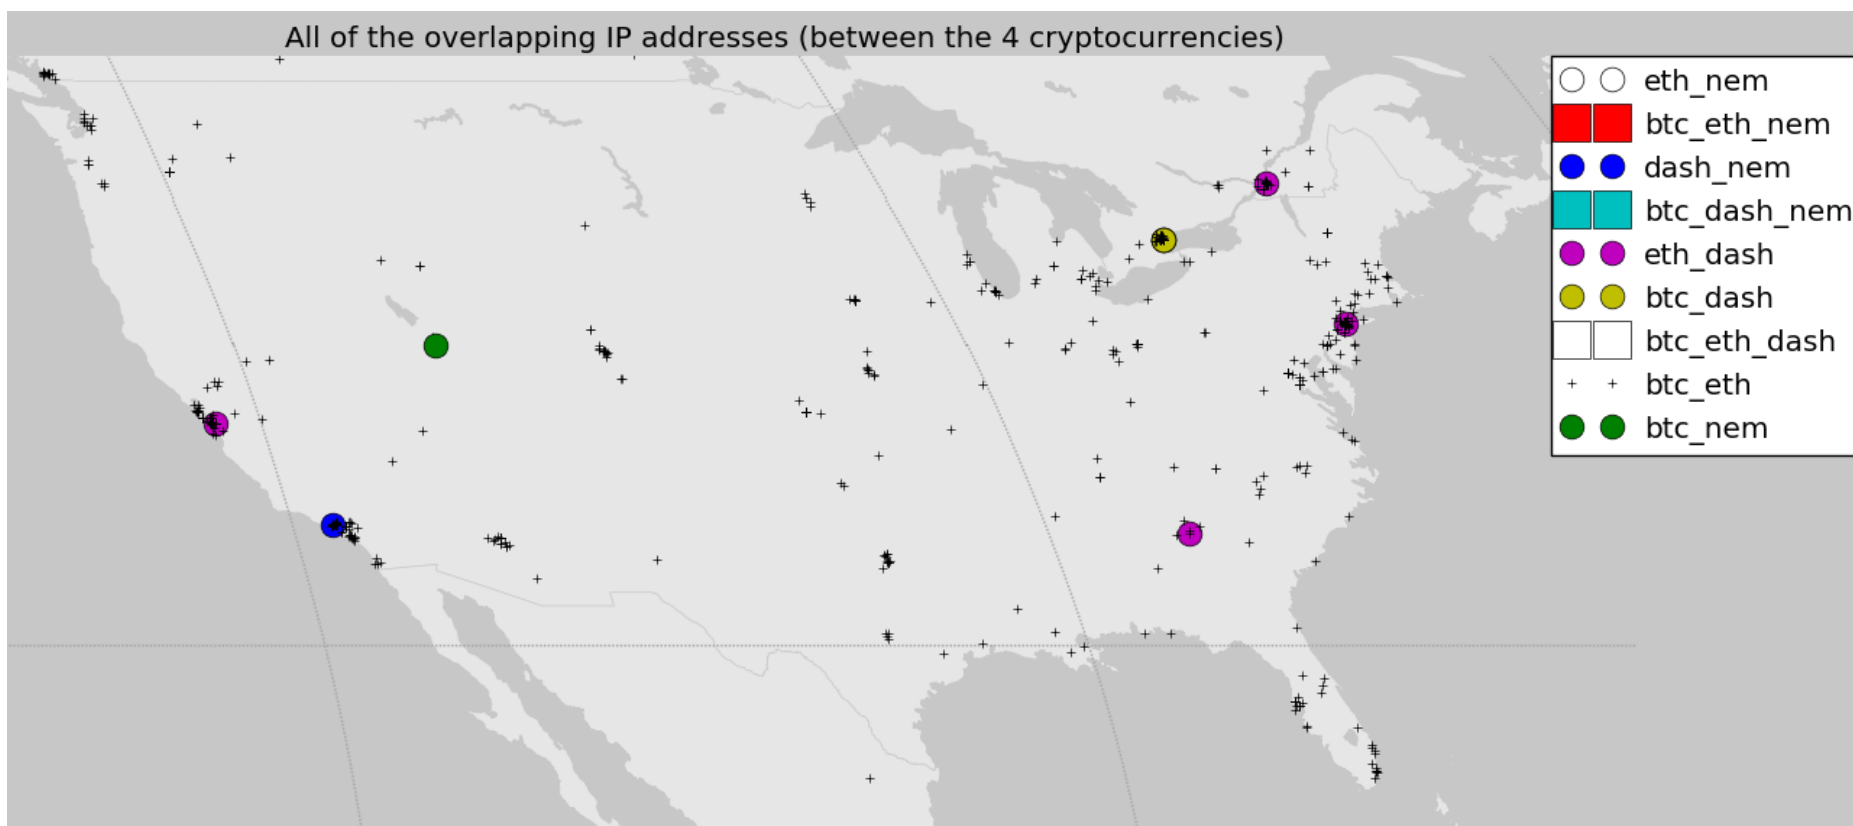 All of the overlapping IP addresses (between the 4 cryptocurrencies)
eth_nem
btc_eth_nem
dash_nem
btc_dash_nem
eth_dash
btc_dash
btc_eth_dash
btc_eth
btc_nem